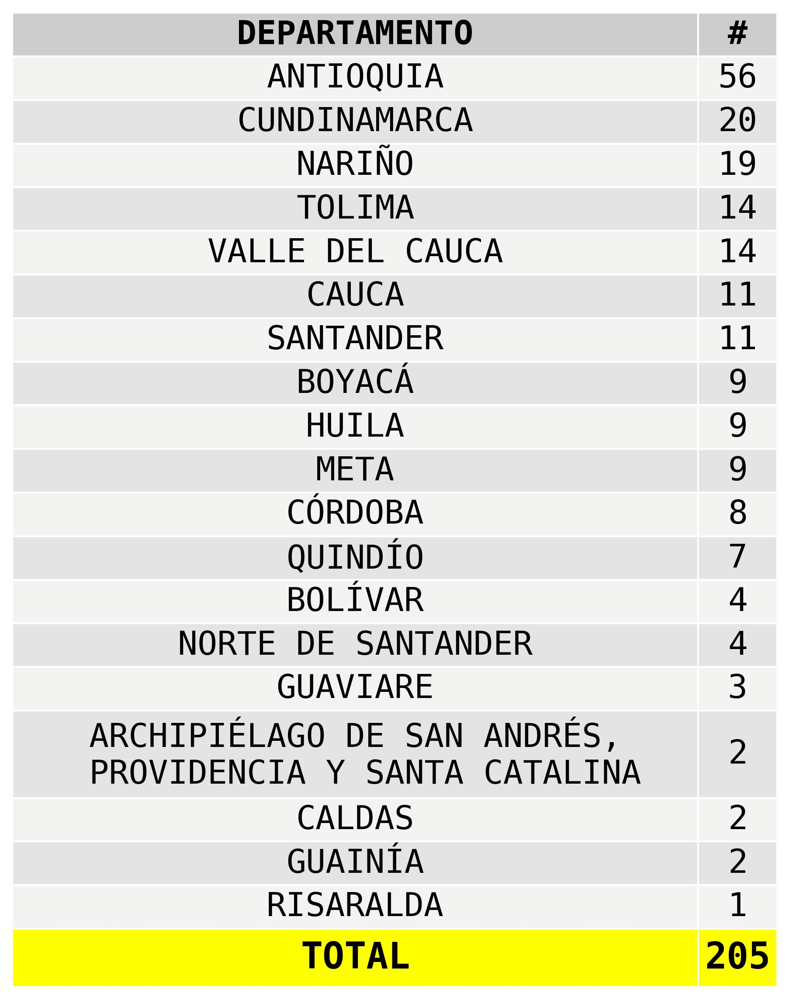 DEPARTAMENTO #
ANTIOQUIA 56
CUNDINAMARCA 20
NARIÑO 19
TOLIMA 14
VALLE DEL CAUCA 14
CAUCA 11
SANTANDER 11
BOYACÁ 9
HUILA 9
META 9
CÓRDOBA 8
QUINDÍO 7
BOLÍVAR 4
NORTE DE SANTANDER 4
GUAVIARE 3
ARCHIPIÉLAGO DE SAN ANDRÉS,
PROVIDENCIA Y SANTA CATALINA 2
CALDAS 2
GUAINÍA 2
RISARALDA 1
TOTAL 205